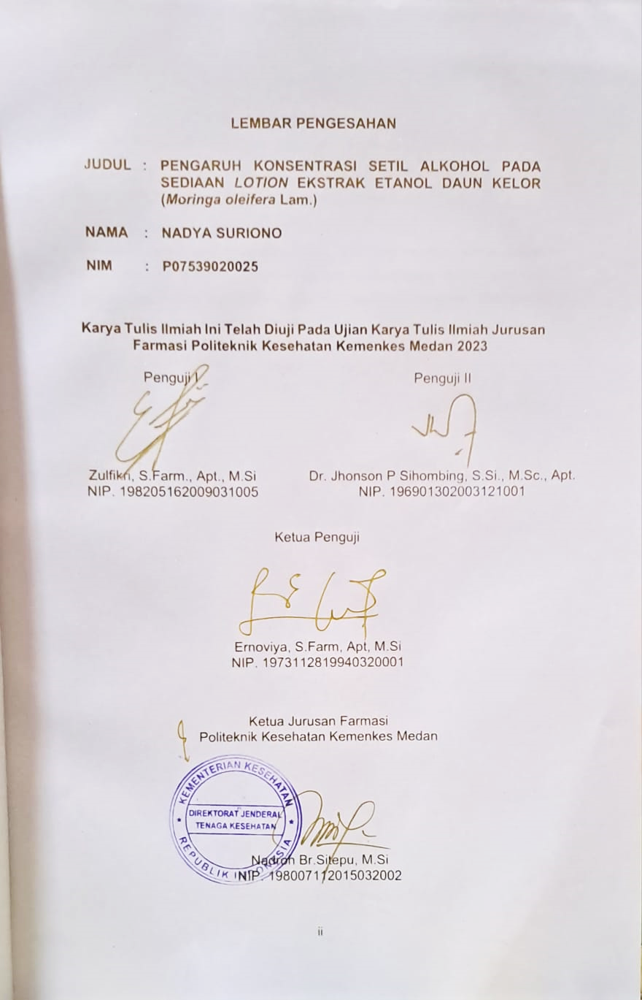 LEMBAR PENGESAHAN
JUDUL : PENGARUH KONSENTRASI SETIL ALKOHOL PADA
SEDIAAN LOTION EKSTRAK ETANOL DAUN KELOR
(Moringa oleifera Lam.)
NAMA : NADYA SURIONO
NIM : P07539020025
Karya Tulis Ilmiah Ini Telah Diuji Pada Ujian Karya Tulis Ilmiah Jurusan
Farmasi Politeknik Kesehatan Kemenkes Medan 2023
Penguji I
Zulfikri, S.Farm., Apt., M.Si
NIP. 198205162009031005
Penguji II
Dr. Jhonson P Sihombing, S.Si., M.Sc., Apt.
NIP. 196901302003121001
Ketua Penguji
Ernoviya, S.Farm, Apt, M.Si
NIP. 1973112819940320001
Ketua Jurusan Farmasi
Politeknik Kesehatan Kemenkes Medan
KEMENTERIAN KESEHATAN
DIREKTORAT JENDERAL
TENAGA KESEHATAN
REPUBLIK INDONESIA
Nadroh Br.Sitepu, M.Si
NIP. 198007112015032002
ii